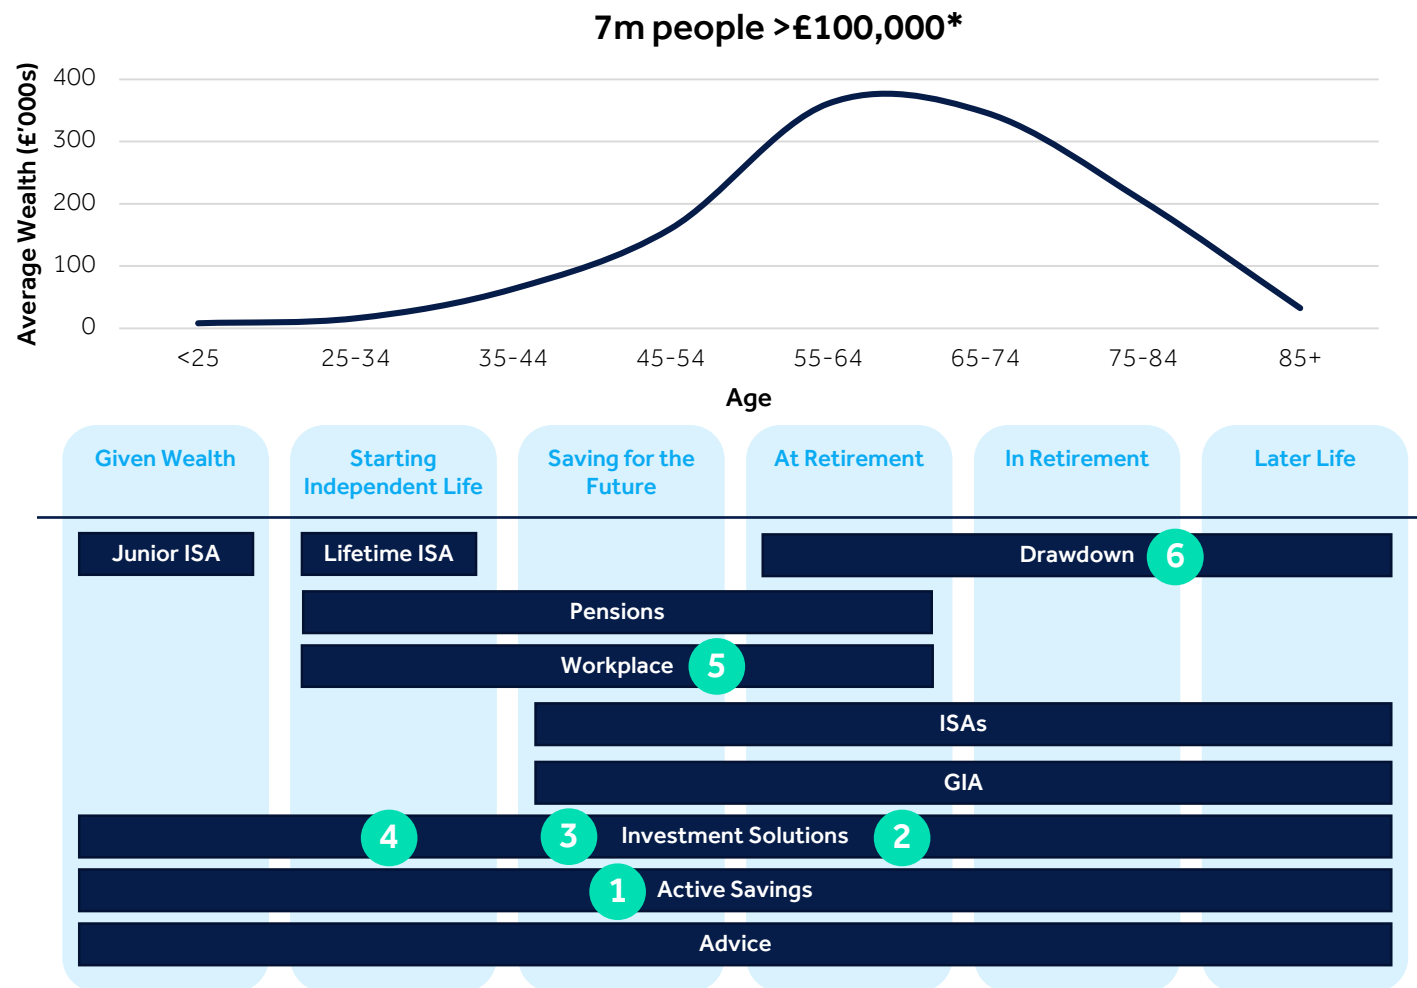 7m people >£100,000*
Average Wealth (£'000s)
400
300
200
100
0
<25
25-34
35-44
45-54
55-64
65-74
75-84
85+
Age
Given Wealth
Starting
Independent Life
Saving for the
Future
At Retirement
In Retirement
Later Life
Junior ISA
Lifetime ISA
Drawdown
6
Pensions
Workplace
5
ISAs
GIA
4
3
Investment Solutions
2
1
Active Savings
Advice